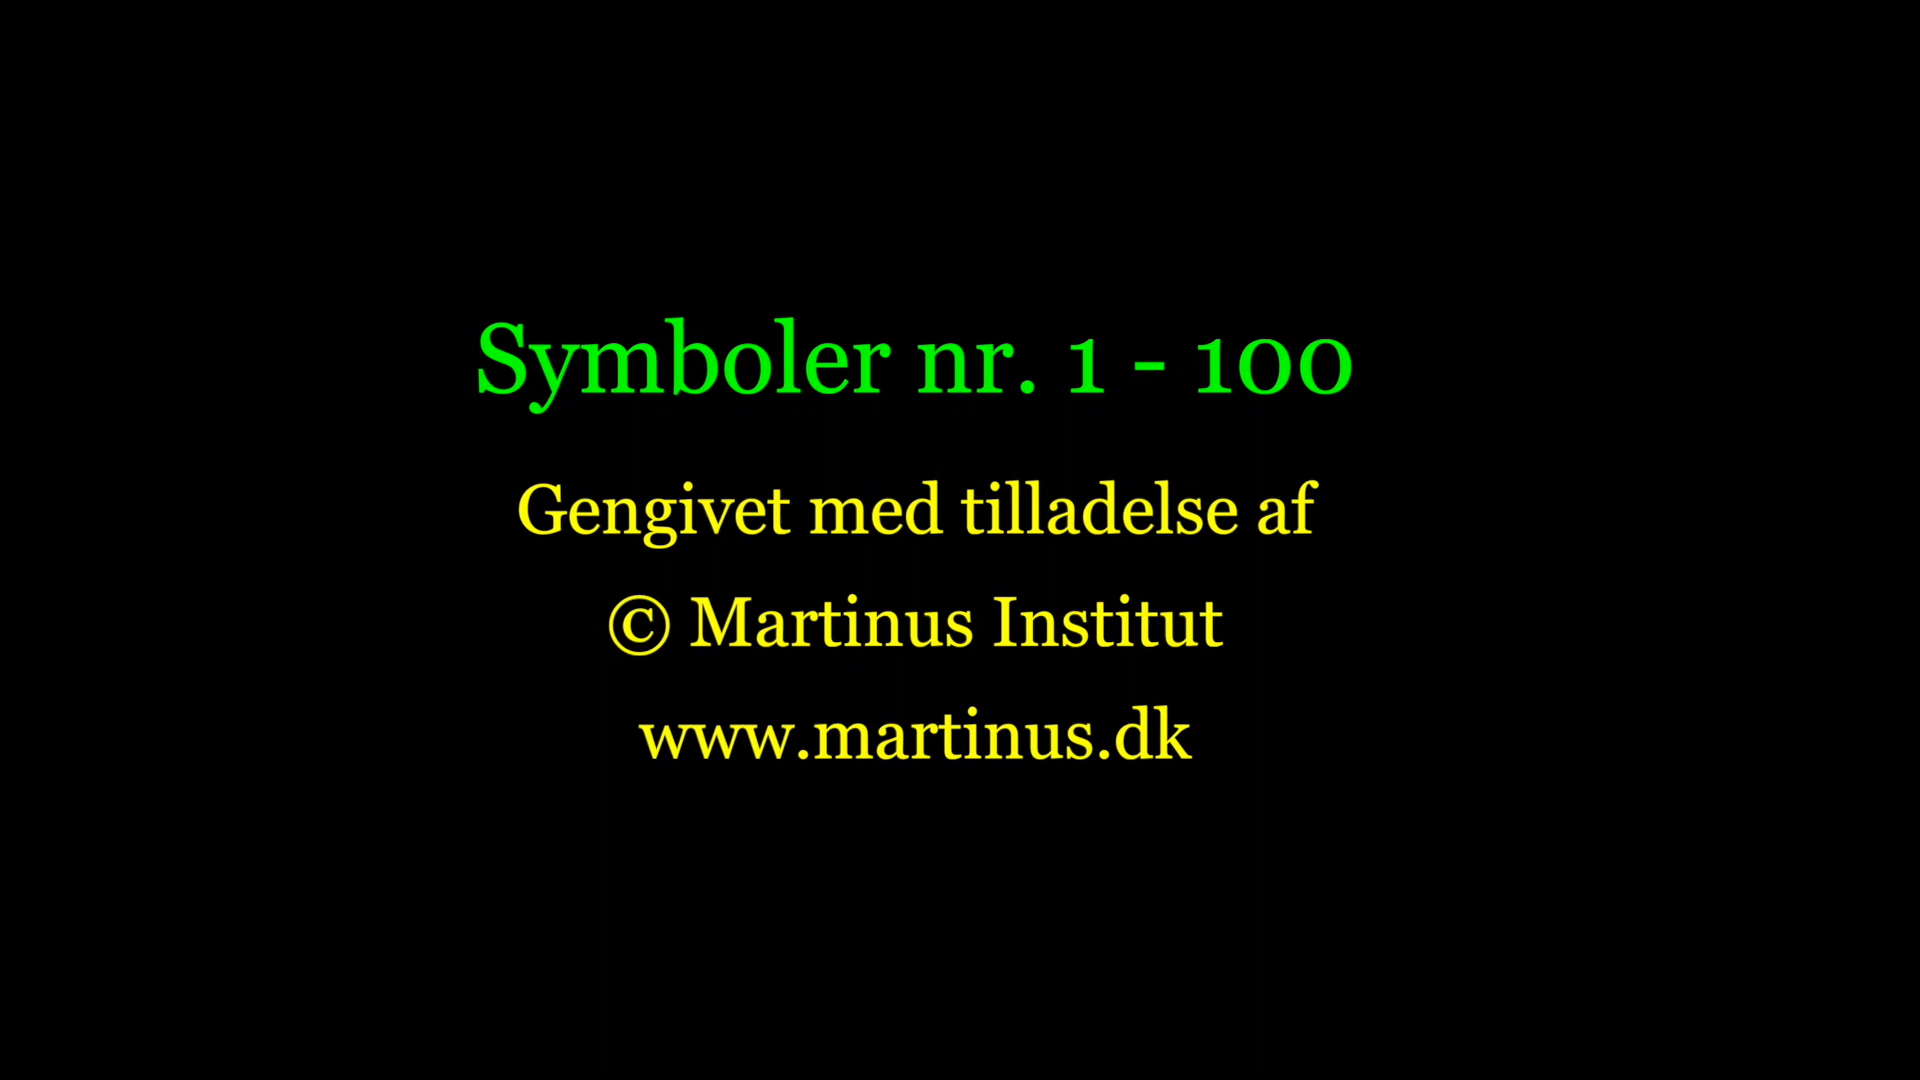 Symboler nr. 1 - 100
Gengivet med tilladelse af
© Martinus Institut
www.martinus.dk